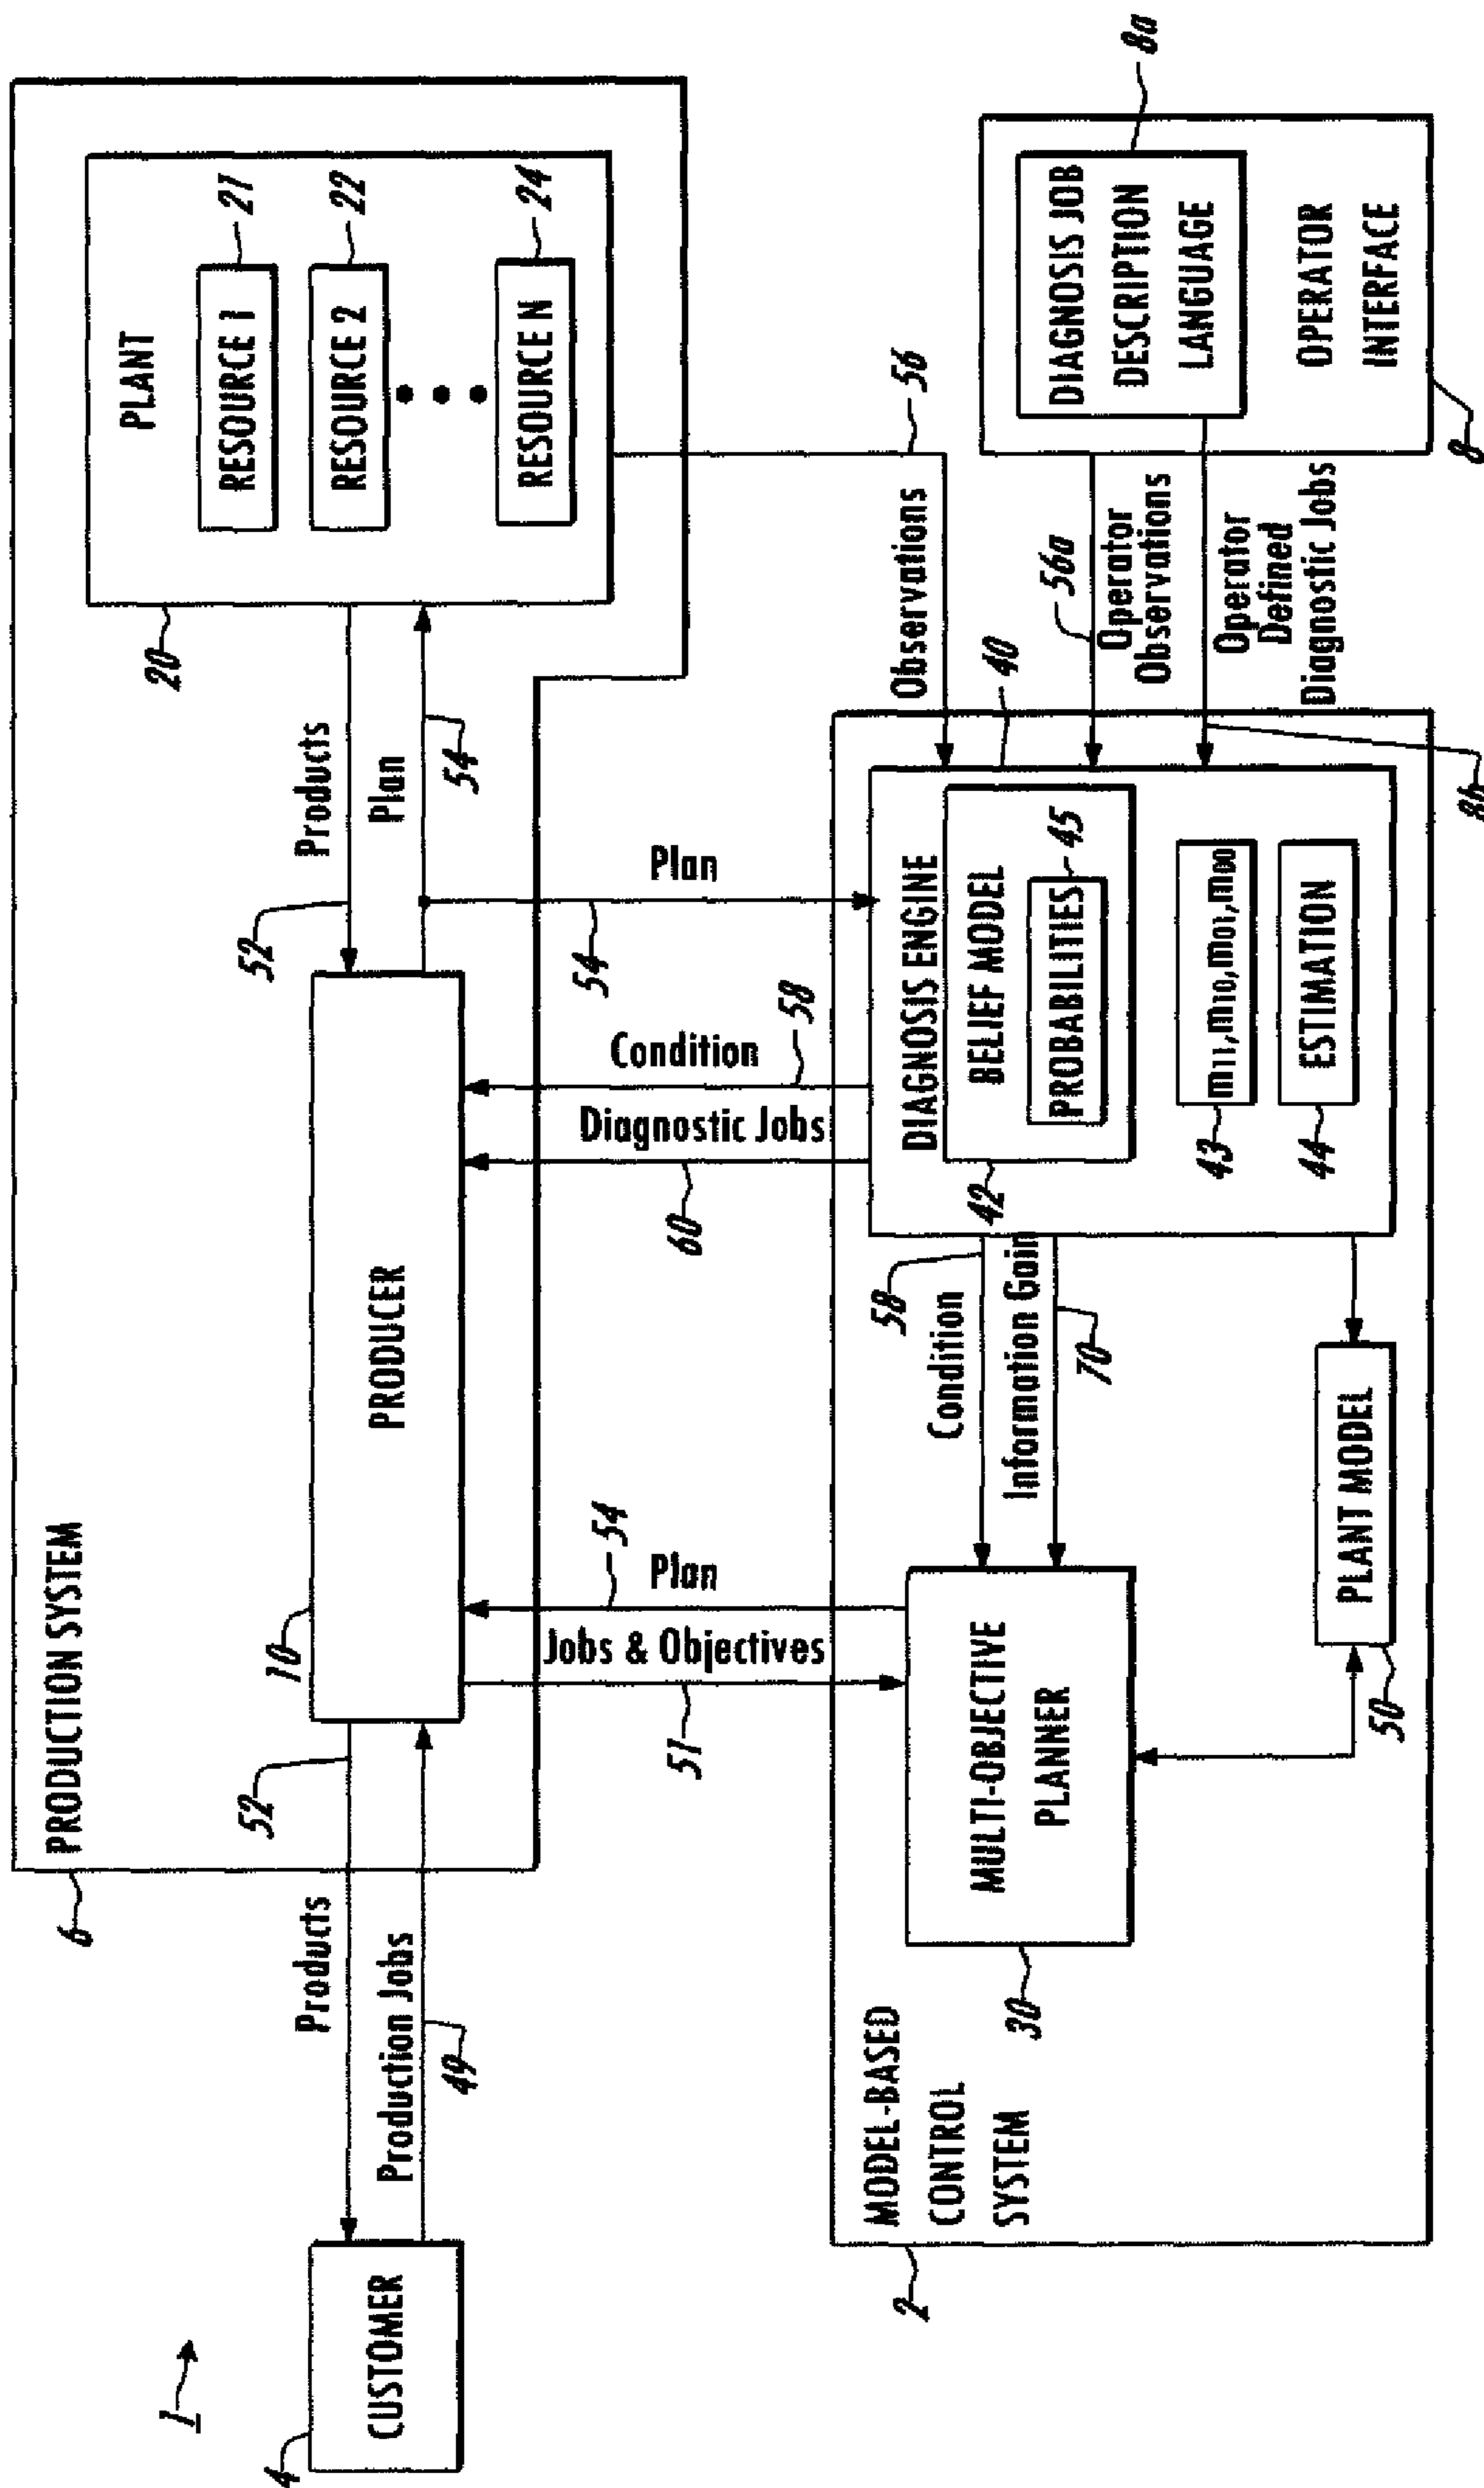 1
4
CUSTOMER
Products
Production Jobs
49
6
PRODUCTION SYSTEM
52
10
PRODUCER
Products
52
Plan
54
20
PLANT
RESOURCE 1
21
RESOURCE 2
22
RESOURCE N
24
Jobs & Objectives
51
Plan
54
Diagnostic Jobs
60
Condition
58
Plan
54
Observations
56
2
MODEL-BASED
CONTROL
SYSTEM
MULTI-OBJECTIVE
PLANNER
30
Condition
58
Information Gain
70
PLANT MODEL
50
DIAGNOSIS ENGINE
40
BELIEF MODEL
42
PROBABILITIES
45
m11,m10,m01,m00
43
ESTIMATION
44
Operator
Observations
56a
Operator
Defined
Diagnostic Jobs
8b
DIAGNOSIS JOB
DESCRIPTION
LANGUAGE
8a
OPERATOR
INTERFACE
8